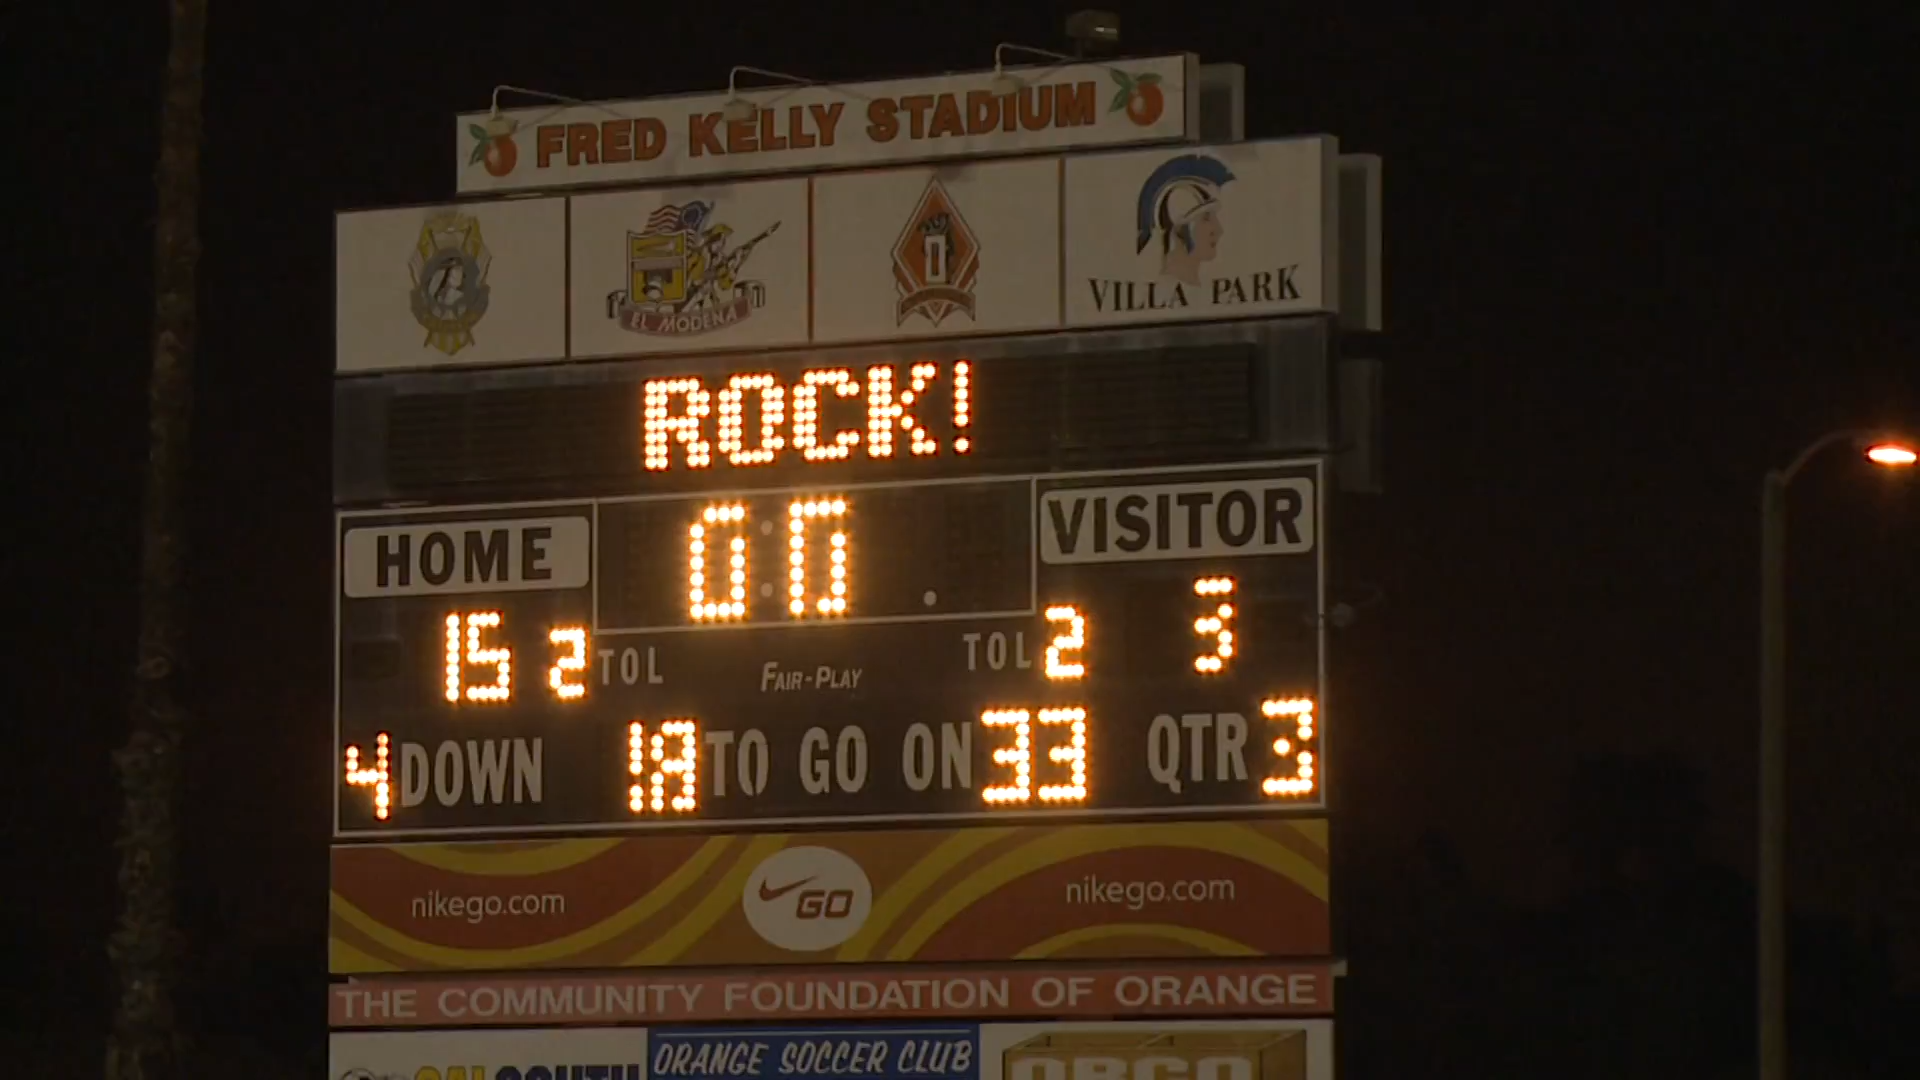 FRED KELLY STADIUM
EL MODENA
VILLA PARK
ROCK!
HOME 0:0 VISITOR
15 2 TOL FAIR-PLAY TOL 2 3
4 DOWN 18 TO GO ON 33 QTR 3
nikego.com GO nikego.com
THE COMMUNITY FOUNDATION OF ORANGE
ORANGE SOCCER CLUB